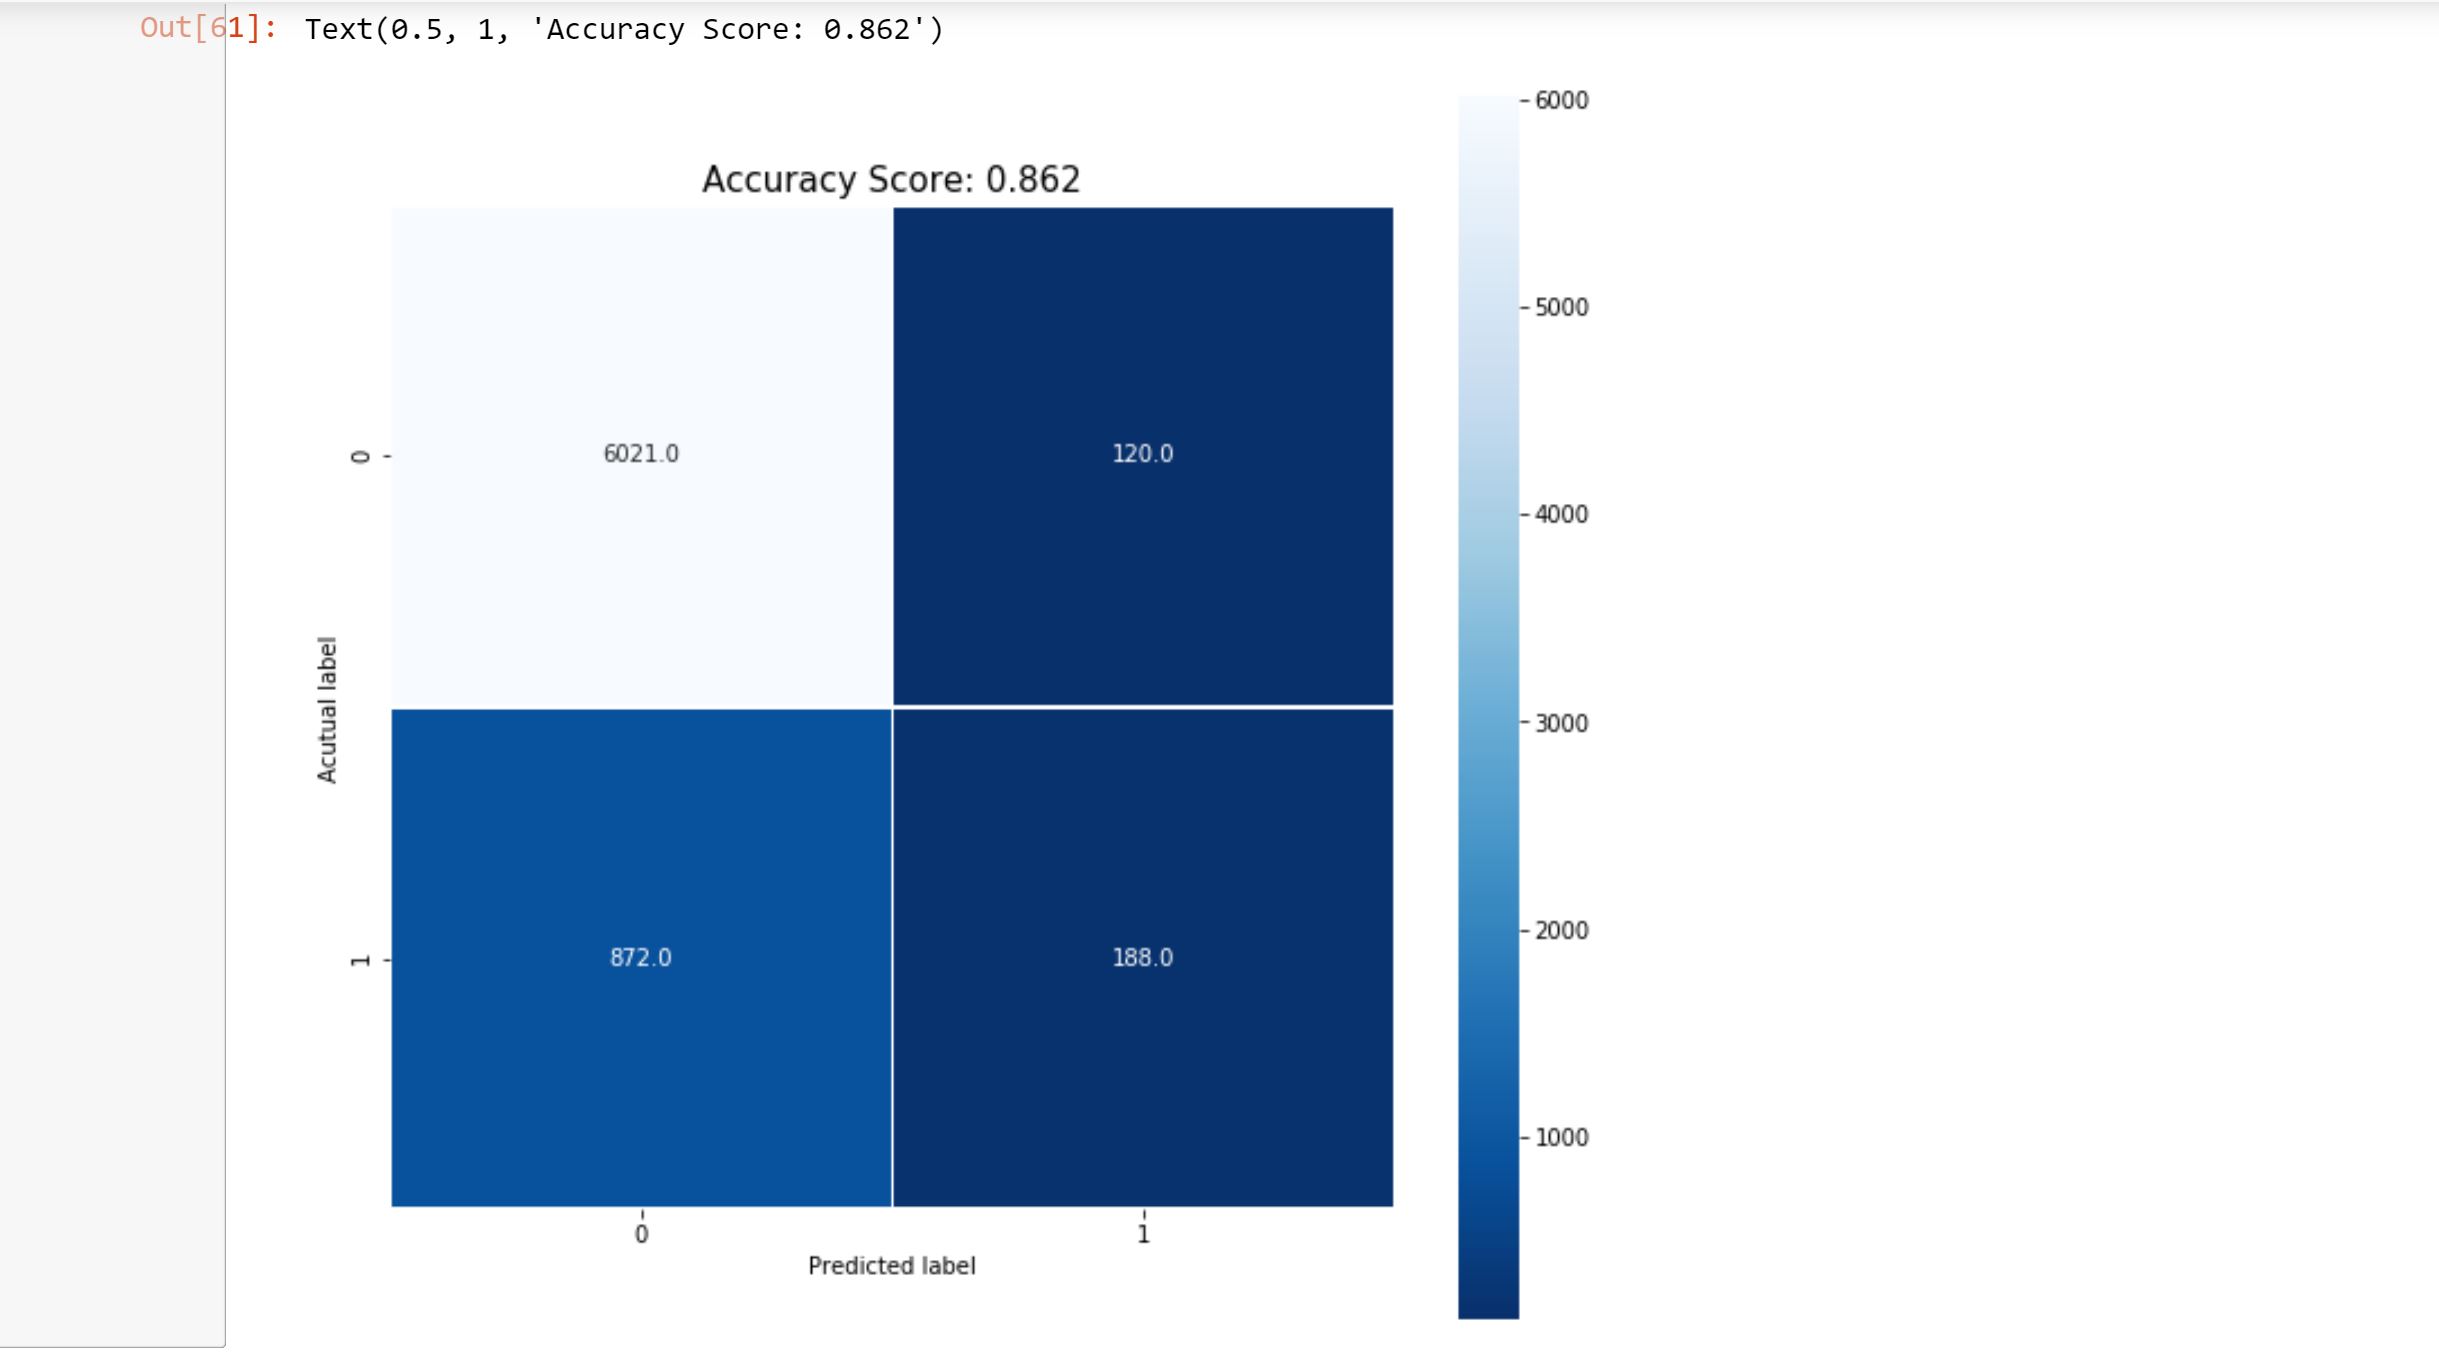 Out[61]: Text(0.5, 1, 'Accuracy Score: 0.862')
Accuracy Score: 0.862
6000
5000
4000
3000
2000
1000
Acutual label
0
6021.0 120.0
1
872.0 188.0
0 1
Predicted label